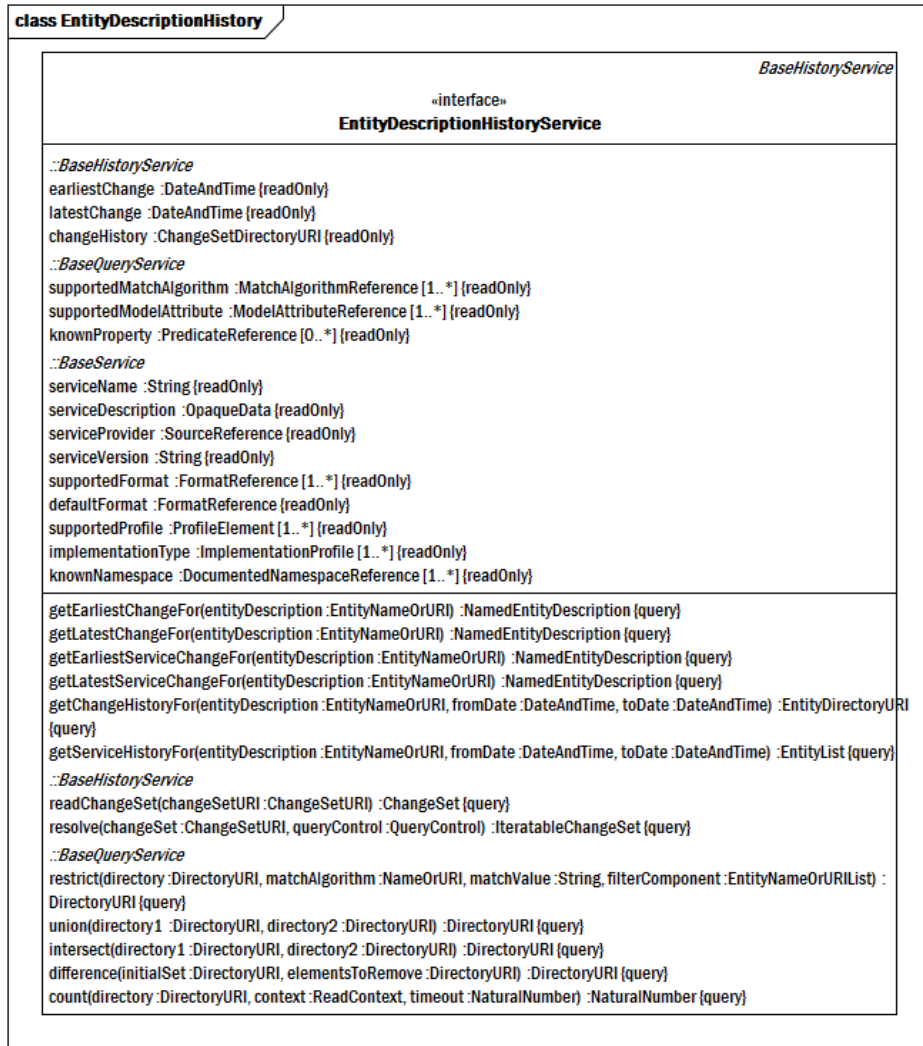 class EntityDescriptionHistory
BaseHistoryService
«interface»
EntityDescriptionHistoryService
::BaseHistoryService
earliestChange :DateAndTime {readOnly}
latestChange :DateAndTime {readOnly}
changeHistory :ChangeSetDirectoryURI {readOnly}
::BaseQueryService
supportedMatchAlgorithm :MatchAlgorithmReference [1..*] {readOnly}
supportedModelAttribute :ModelAttributeReference [1..*] {readOnly}
knownProperty :PredicateReference [0..*] {readOnly}
::BaseService
serviceName :String {readOnly}
serviceDescription :OpaqueData {readOnly}
serviceProvider :SourceReference {readOnly}
serviceVersion :String {readOnly}
supportedFormat :FormatReference [1..*] {readOnly}
defaultFormat :FormatReference {readOnly}
supportedProfile :ProfileElement [1..*] {readOnly}
implementationType :ImplementationProfile [1..*] {readOnly}
knownNamespace :DocumentedNamespaceReference [1..*] {readOnly}
getEarliestChangeFor(entityDescription :EntityNameOrURI) :NamedEntityDescription {query}
getLatestChangeFor(entityDescription :EntityNameOrURI) :NamedEntityDescription {query}
getEarliestServiceChangeFor(entityDescription :EntityNameOrURI) :NamedEntityDescription {query}
getLatestServiceChangeFor(entityDescription :EntityNameOrURI) :NamedEntityDescription {query}
getChangeHistoryFor(entityDescription :EntityNameOrURI, fromDate :DateAndTime, toDate :DateAndTime) :EntityDirectoryURI
{query}
getServiceHistoryFor(entityDescription :EntityNameOrURI, fromDate :DateAndTime, toDate :DateAndTime) :EntityList {query}
::BaseHistoryService
readChangeSet(changeSetURI :ChangeSetURI) :ChangeSet {query}
resolve(changeSet :ChangeSetURI, queryControl :QueryControl) :IteratableChangeSet {query}
::BaseQueryService
restrict(directory :DirectoryURI, matchAlgorithm :NameOrURI, matchValue :String, filterComponent :EntityNameOrURIList) :
DirectoryURI {query}
union(directory1 :DirectoryURI, directory2 :DirectoryURI) :DirectoryURI {query}
intersect(directory1 :DirectoryURI, directory2 :DirectoryURI) :DirectoryURI {query}
difference(initialSet :DirectoryURI, elementsToRemove :DirectoryURI) :DirectoryURI {query}
count(directory :DirectoryURI, context :ReadContext, timeout :NaturalNumber) :NaturalNumber {query}